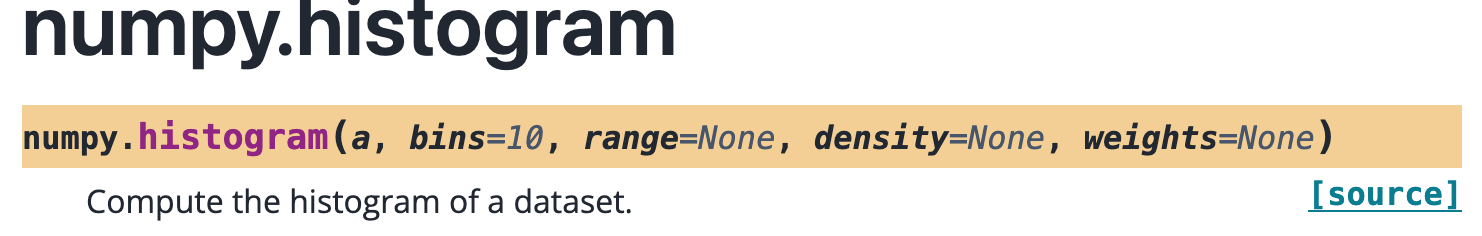 numpy.histogram
numpy.histogram(a, bins=10, range=None, density=None, weights=None)
Compute the histogram of a dataset.
[source]